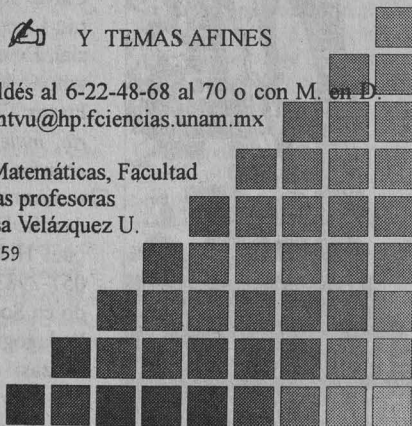 Y TEMAS AFINES
ldés al 6-22-48-68 al 70 o con M. en D.
ntvu@hp.fciencias.unam.mx
Matemáticas, Facultad
as profesoras
sa Velázquez U.
59